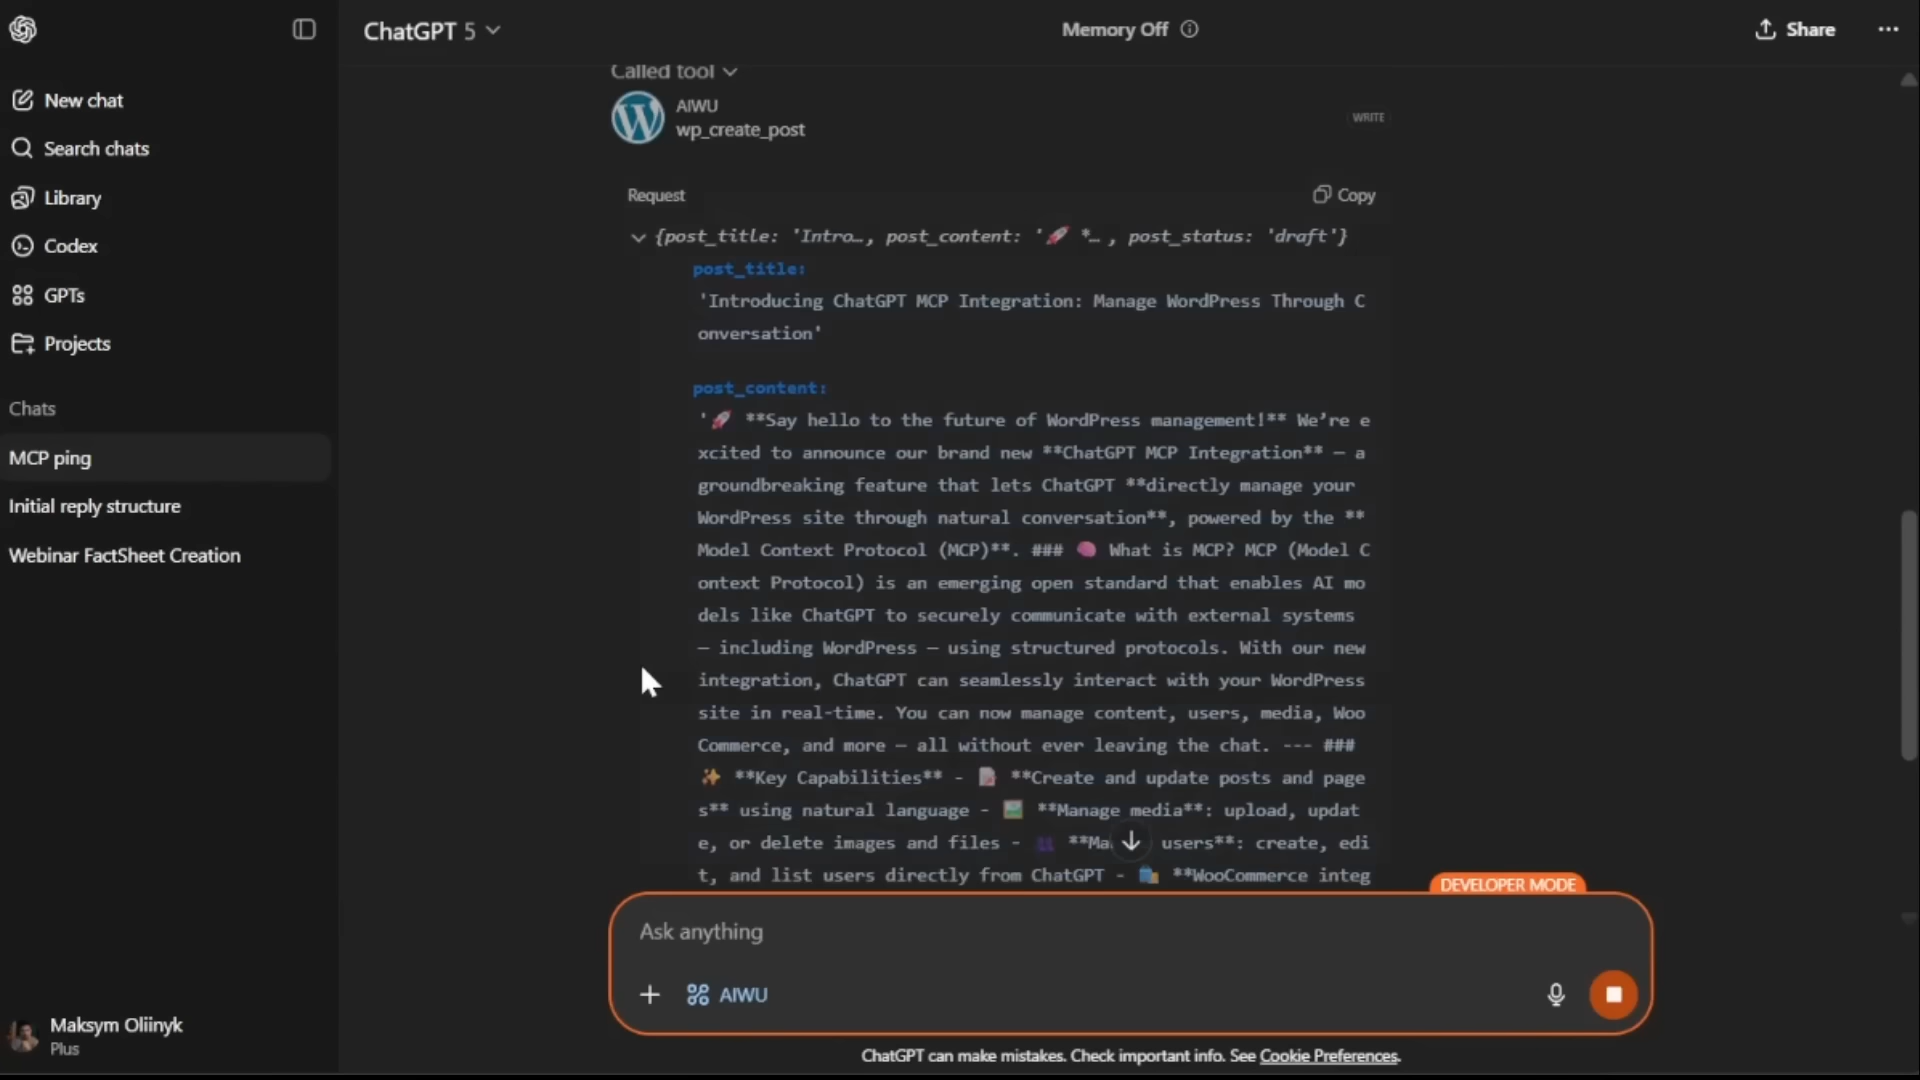 ChatGPT 5
Memory Off
Share
New chat
Search chats
Library
Codex
GPTs
Projects
Chats
MCP ping
Initial reply structure
Webinar FactSheet Creation
Maksym Oliinyk
Plus
Called tool
AIWU
wp_create_post
WRITE
Request
Copy
{post_title: 'Intro…, post_content: '🚀 *… , post_status: 'draft'}
post_title:
'Introducing ChatGPT MCP Integration: Manage WordPress Through C
onversation'
post_content:
'🚀 **Say hello to the future of WordPress management!** We’re e
xcited to announce our brand new **ChatGPT MCP Integration** — a
groundbreaking feature that lets ChatGPT **directly manage your
WordPress site through natural conversation**, powered by the **
Model Context Protocol (MCP)**. ### 🧠 What is MCP? MCP (Model C
ontext Protocol) is an emerging open standard that enables AI mo
dels like ChatGPT to securely communicate with external systems
— including WordPress — using structured protocols. With our new
integration, ChatGPT can seamlessly interact with your WordPress
site in real-time. You can now manage content, users, media, Woo
Commerce, and more — all without ever leaving the chat. --- ###
✨ **Key Capabilities** - 📝 **Create and update posts and page
s** using natural language - 🖼️ **Manage media**: upload, updat
e, or delete images and files - 👥 **Ma users**: create, edi
t, and list users directly from ChatGPT - 🛍️ **WooCommerce integ
DEVELOPER MODE
Ask anything
AIWU
ChatGPT can make mistakes. Check important info. See Cookie Preferences.